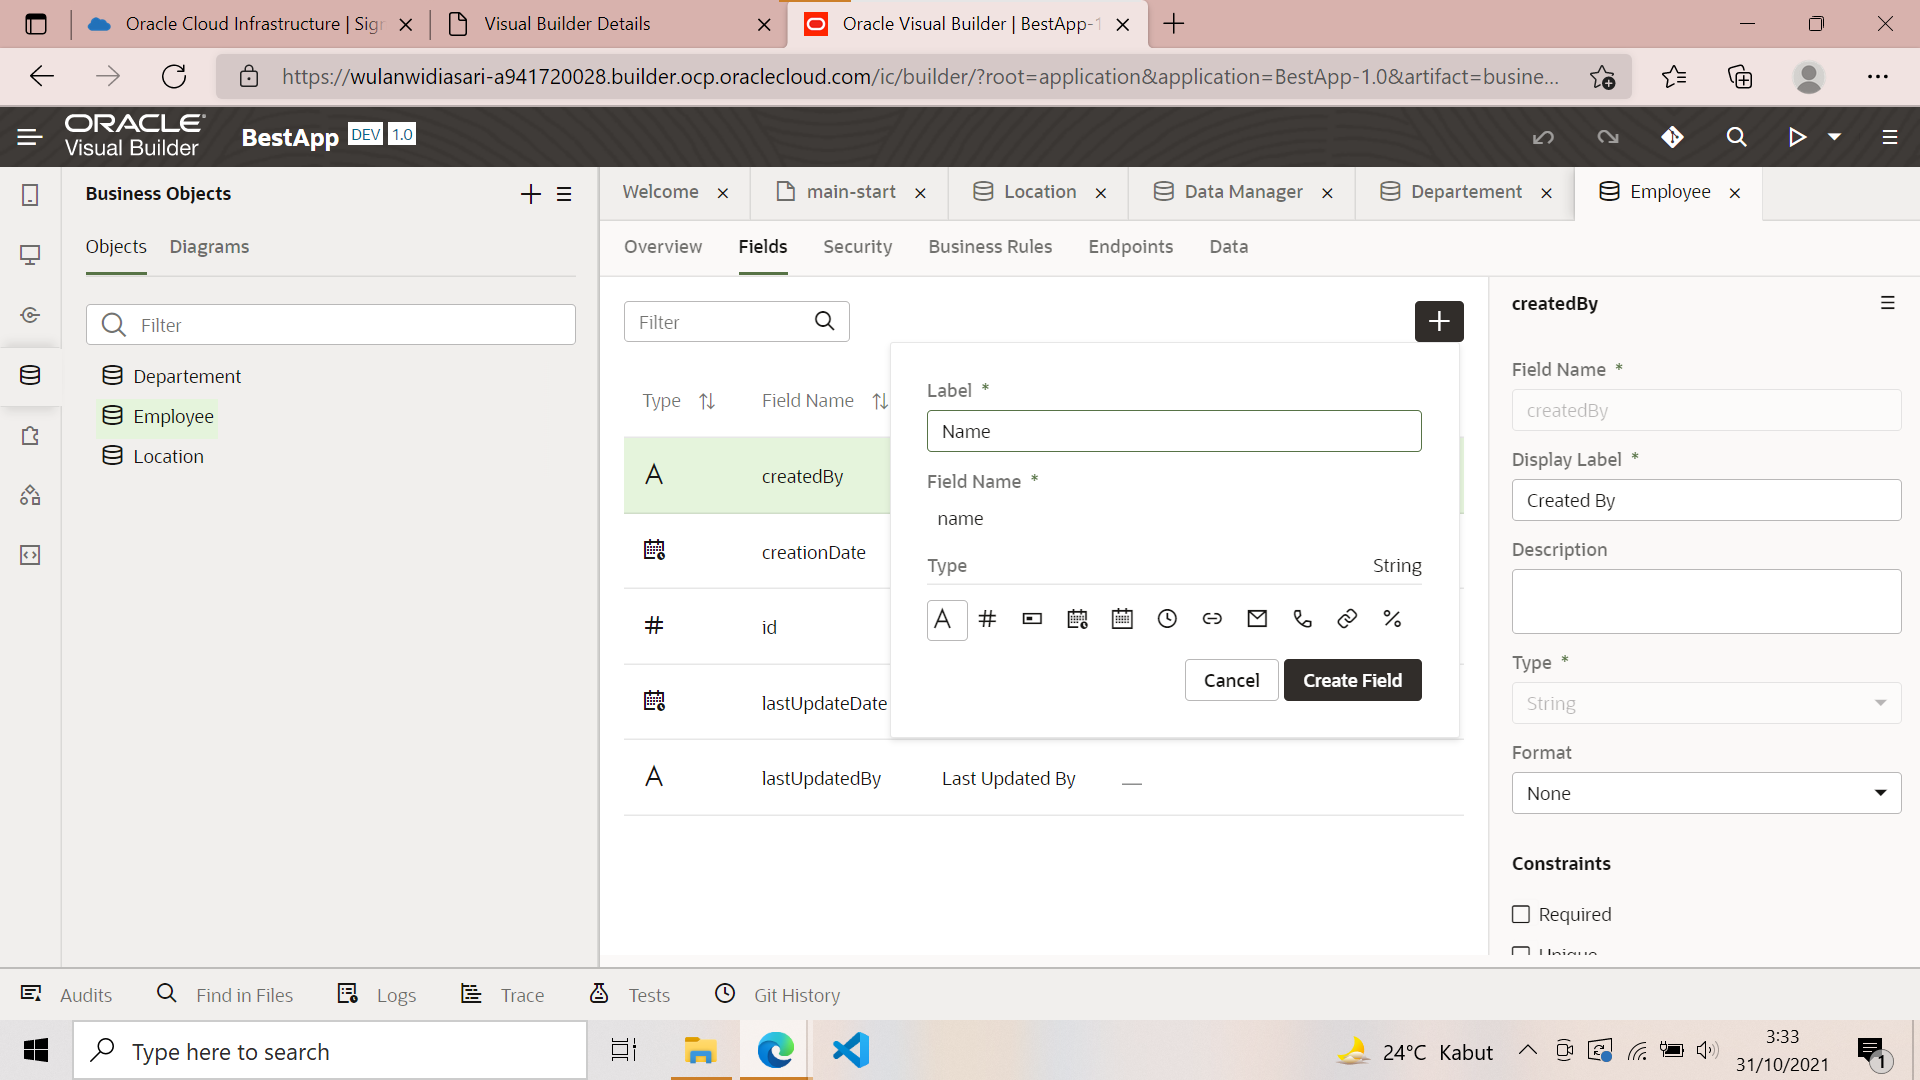 Oracle Cloud Infrastructure | Sign
Visual Builder Details
Oracle Visual Builder | BestApp-1
https://wulanwidiasari-a941720028.builder.ocp.oraclecloud.com/ic/builder/?root=application&application=BestApp-1.0&artifact=busine...
ORACLE
Visual Builder
BestApp DEV 1.0
Business Objects
Objects Diagrams
Filter
Departement
Employee
Location
Welcome main-start Location Data Manager Departement Employee
Overview Fields Security Business Rules Endpoints Data
Filter
Type Field Name
createdBy
creationDate
id
lastUpdateDate
lastUpdatedBy Last Updated By —
Label *
Name
Field Name *
name
Type String
A # %
Cancel Create Field
createdBy
Field Name *
createdBy
Display Label *
Created By
Description
Type *
String
Format
None
Constraints
Required
Unique
Audits Find in Files Logs Trace Tests Git History
Type here to search
24°C Kabut
3:33
31/10/2021
1